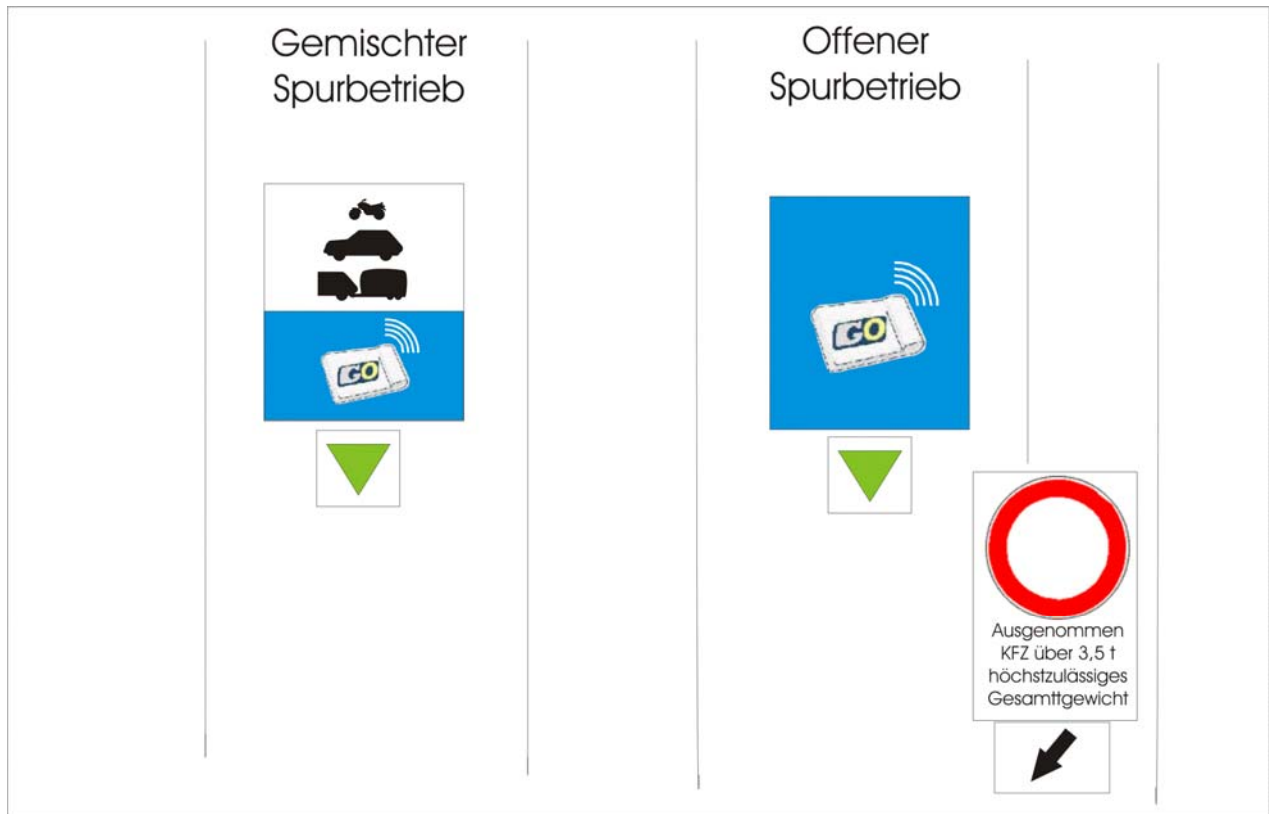 Gemischter
Spurbetrieb
GO
Offener
Spurbetrieb
GO
Ausgenommen
KFZ über 3,5 t
höchstzulässiges
Gesamttgewicht